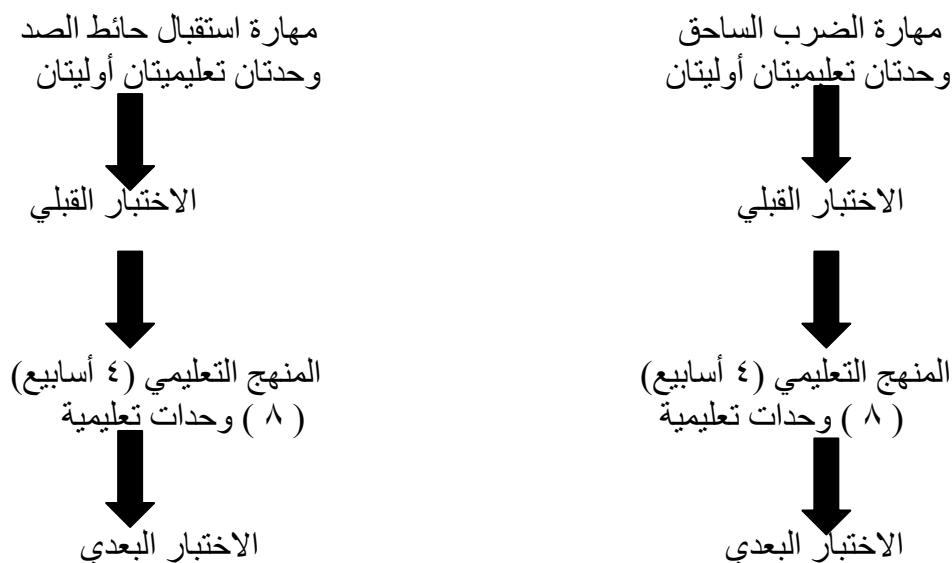 مهارة الضرب الساحق
وحدتان تعليميتان أوليتان
الاختبار القبلي
المنهج التعليمي (٤ أسابيع)
( ٨ ) وحدات تعليمية
الاختبار البعدي
مهارة استقبال حائط الصد
وحدتان تعليميتان أوليتان
الاختبار القبلي
المنهج التعليمي (٤ أسابيع)
( ٨ ) وحدات تعليمية
الاختبار البعدي